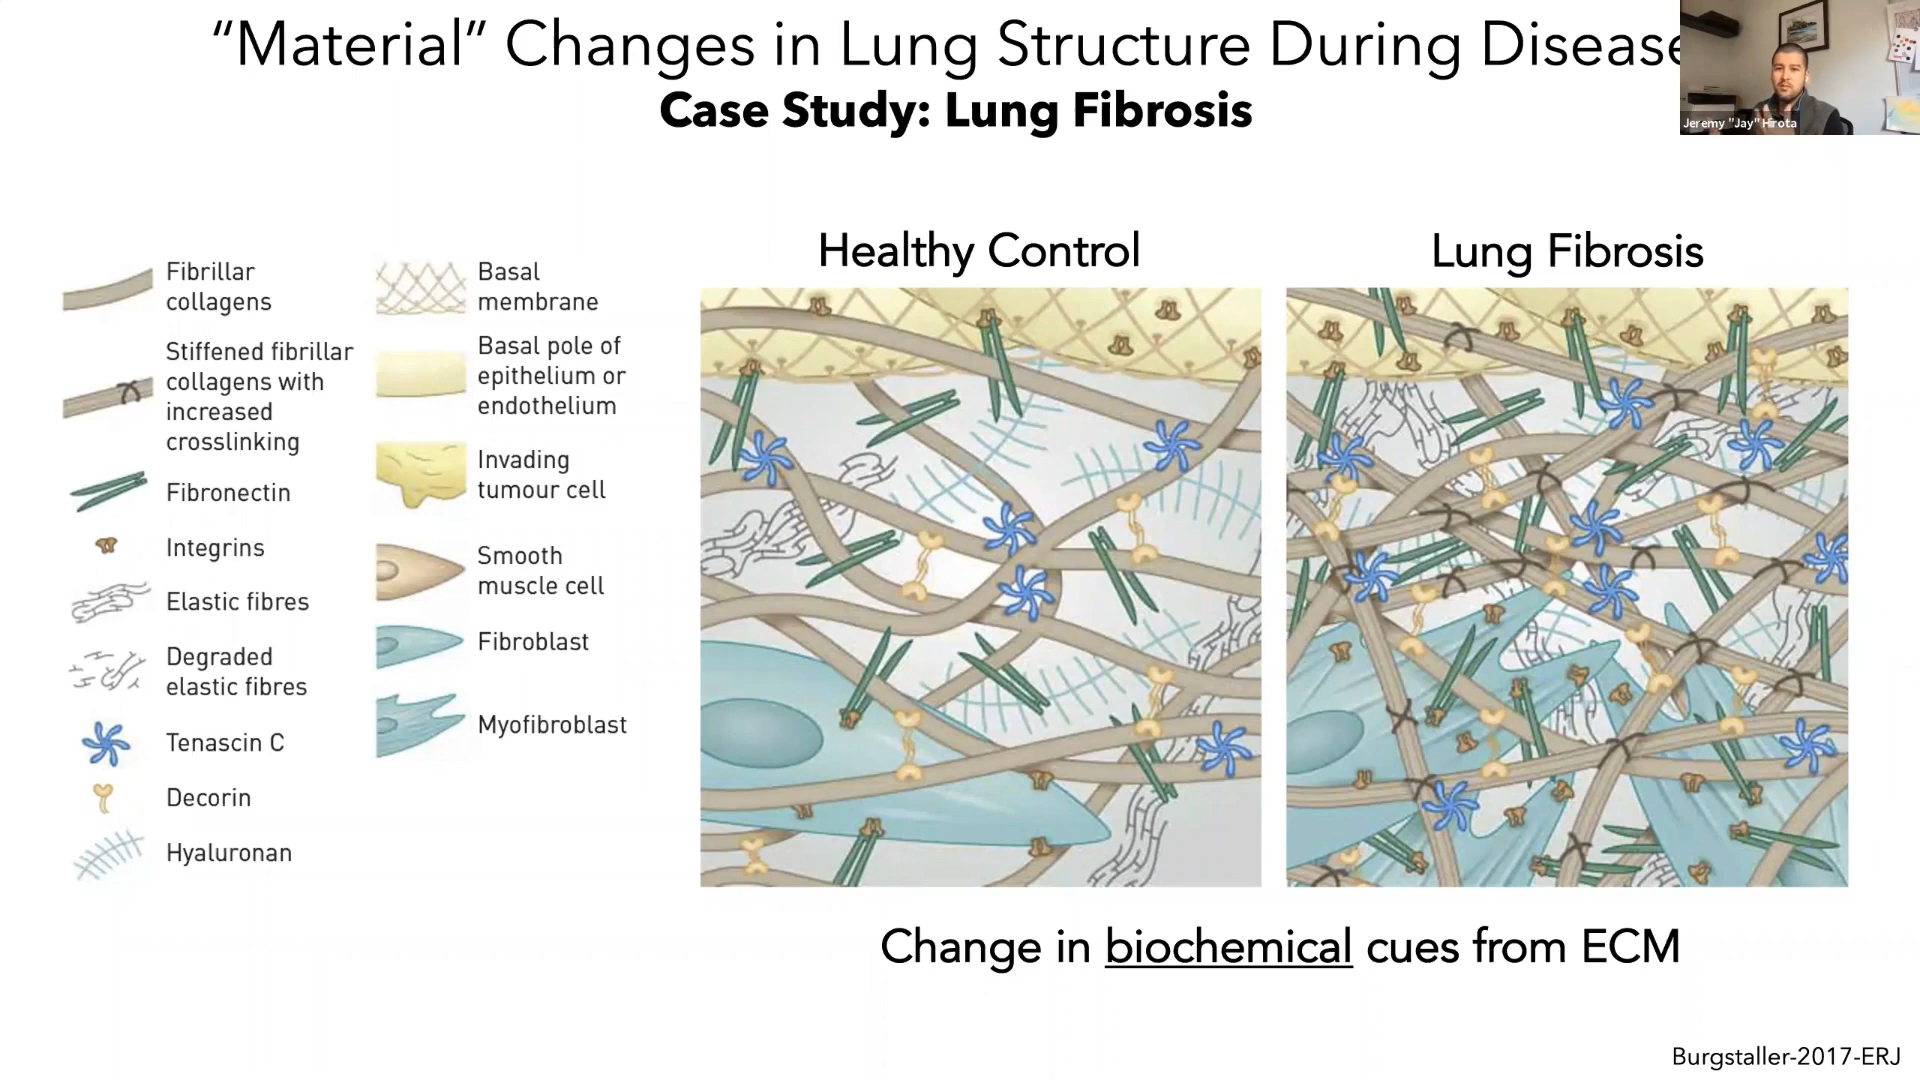 “Material” Changes in Lung Structure During Disease
Case Study: Lung Fibrosis
Jeremy "Jay" Hirota
Fibrillar
collagens
Stiffened fibrillar
collagens with
increased
crosslinking
Fibronectin
Integrins
Elastic fibres
Degraded
elastic fibres
Tenascin C
Decorin
Hyaluronan
Basal
membrane
Basal pole of
epithelium or
endothelium
Invading
tumour cell
Smooth
muscle cell
Fibroblast
Myofibroblast
Healthy Control
Lung Fibrosis
Change in biochemical cues from ECM
Burgstaller-2017-ERJ